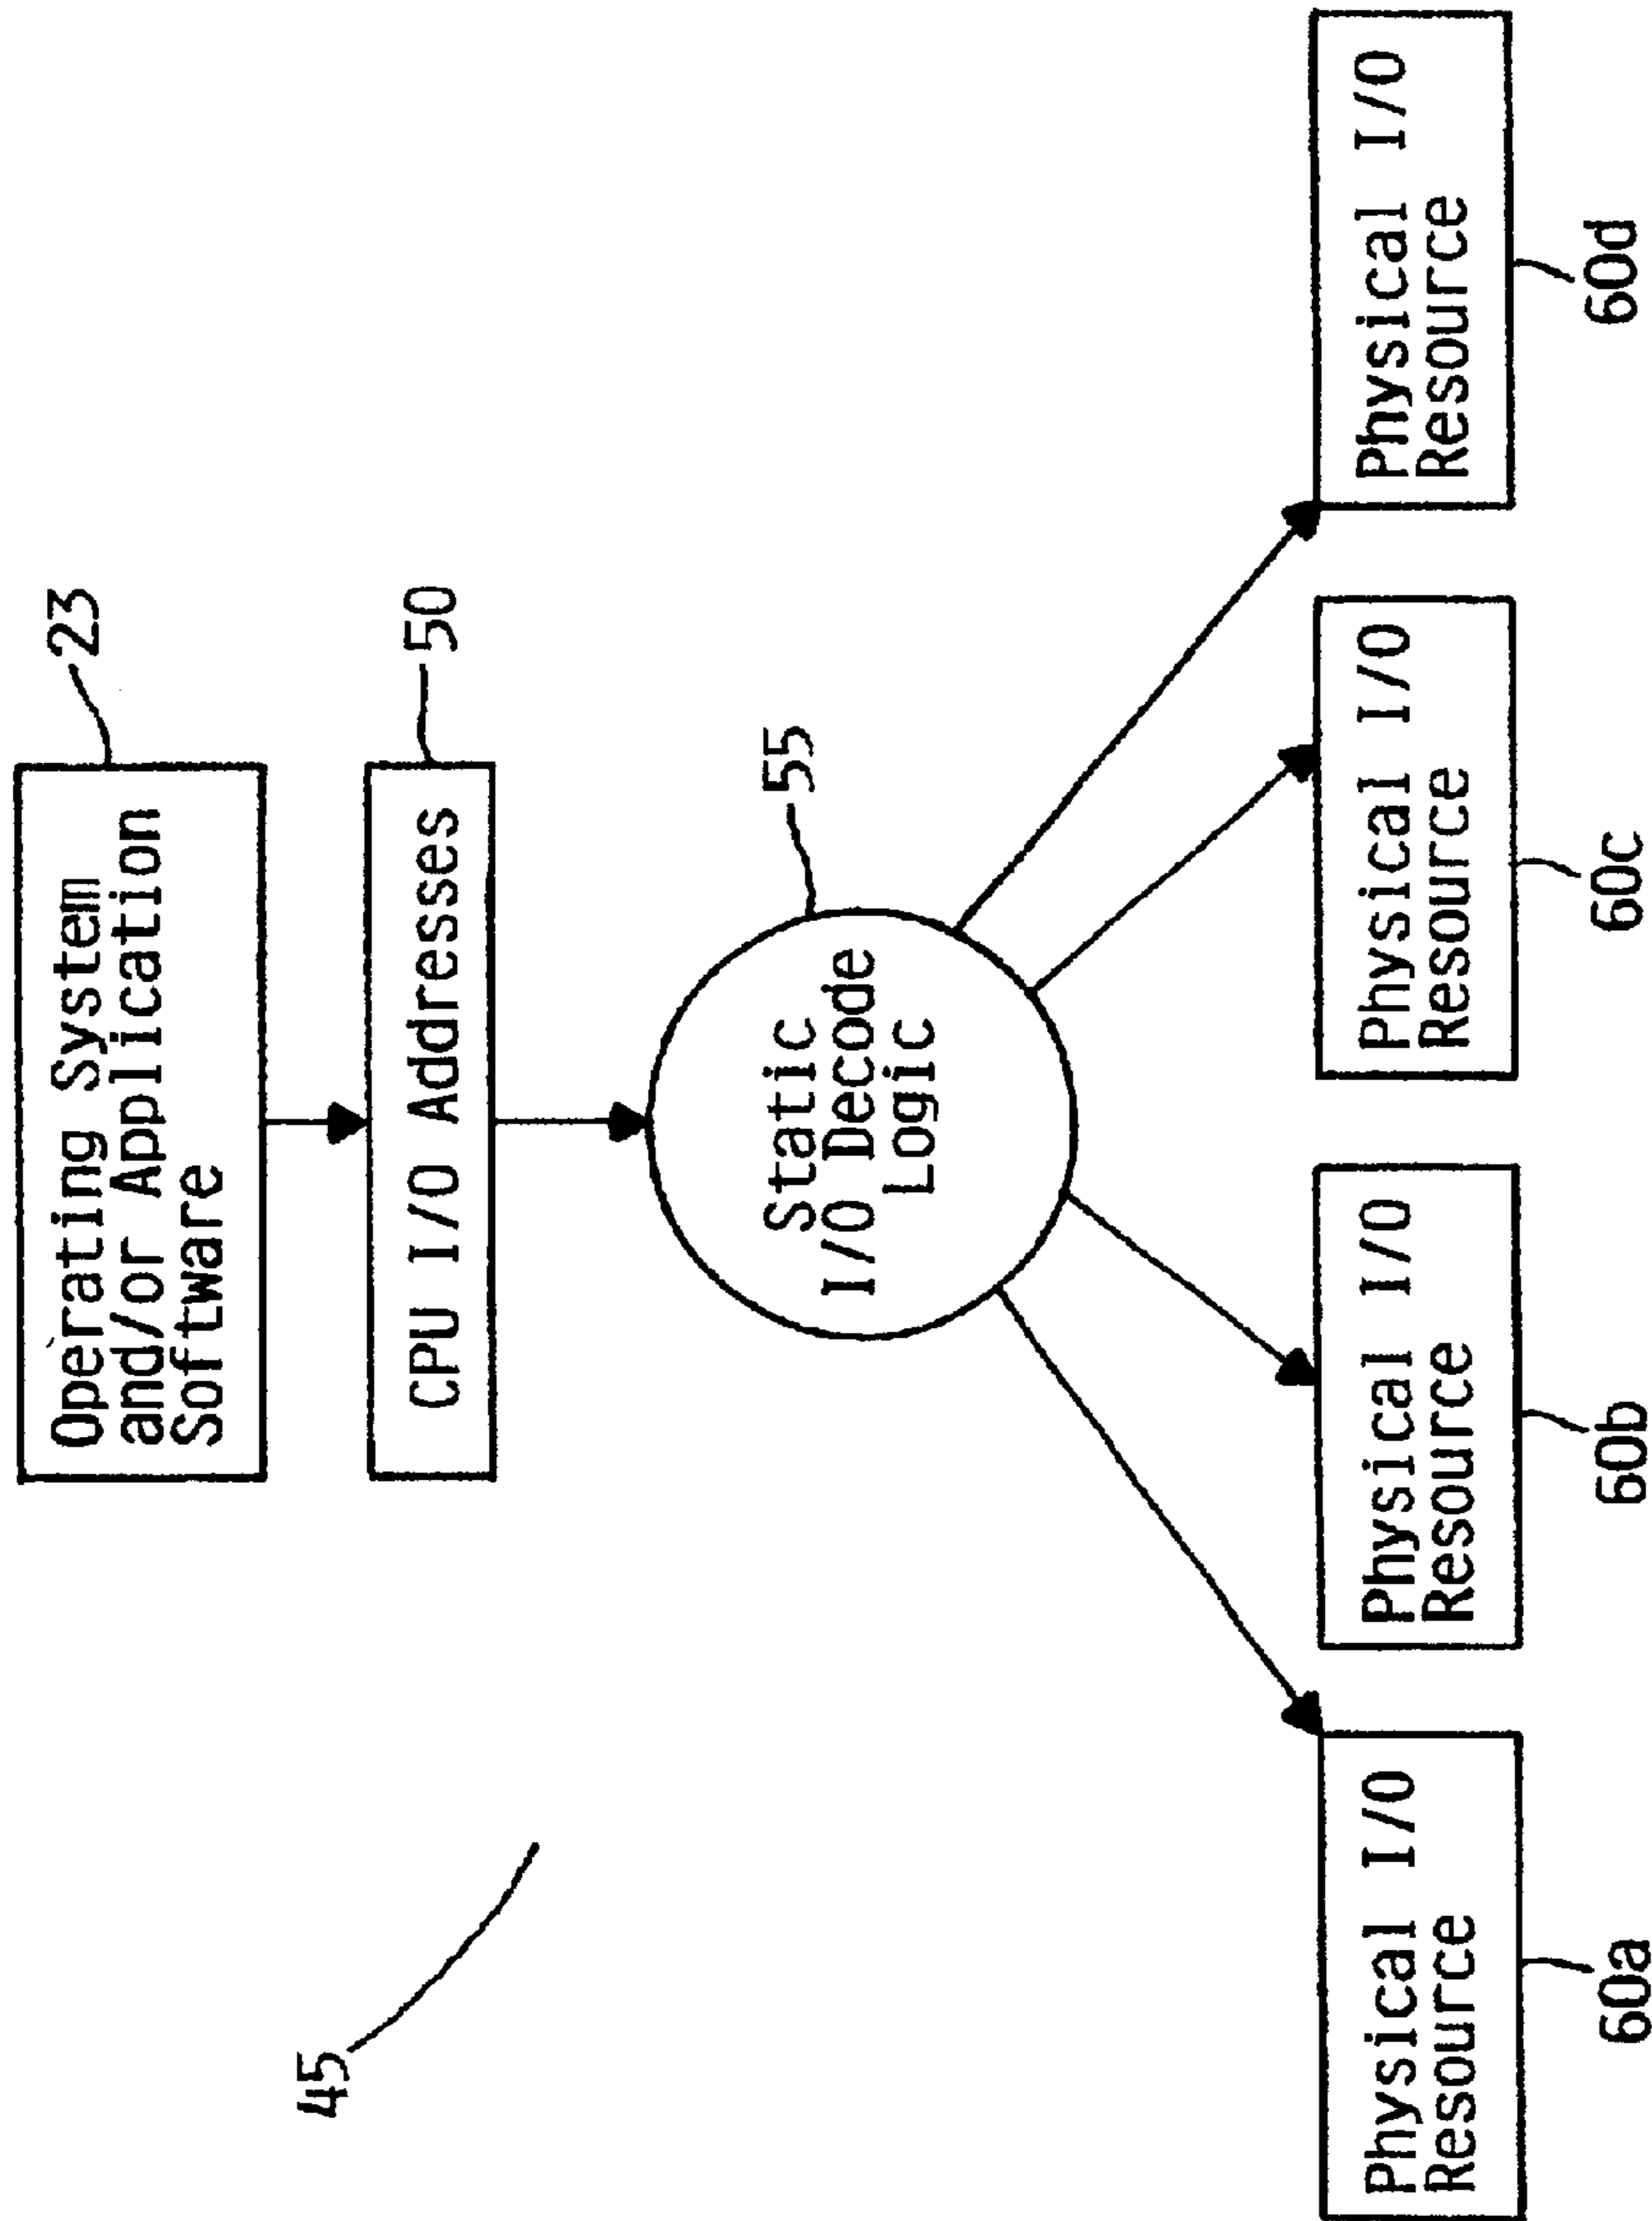 Operating System
and/or Application
Software
23
CPU I/O Addresses
50
45
Static
I/O Decode
Logic
55
Physical I/O
Resource
Physical I/O
Resource
Physical I/O
Resource
Physical I/O
Resource
60a
60b
60c
60d